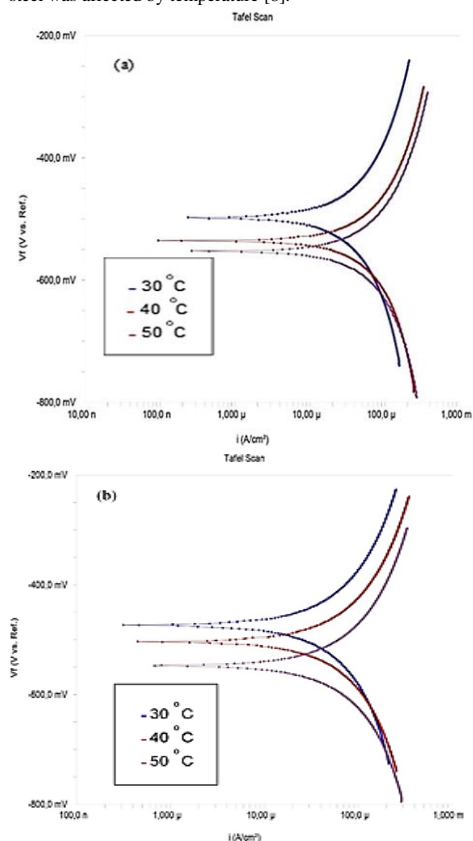 steel was affected by temperature [8].
Tafel Scan
-200,0 mV
(a)
-400,0 mV
Vf (V vs. Ref.)
-600,0 mV
30 °C
40 °C
50 °C
-800,0 mV
10,00 n 100,0 n 1,000 µ 10,00 µ 100,0 µ 1,000 m
i (A/cm²)
Tafel Scan
-200,0 mV
(b)
-400,0 mV
Vf (V vs. Ref.)
-600,0 mV
30 °C
40 °C
50 °C
-800,0 mV
100,0 n 1,000 µ 10,00 µ 100,0 µ 1,000 m
i (A/cm²)